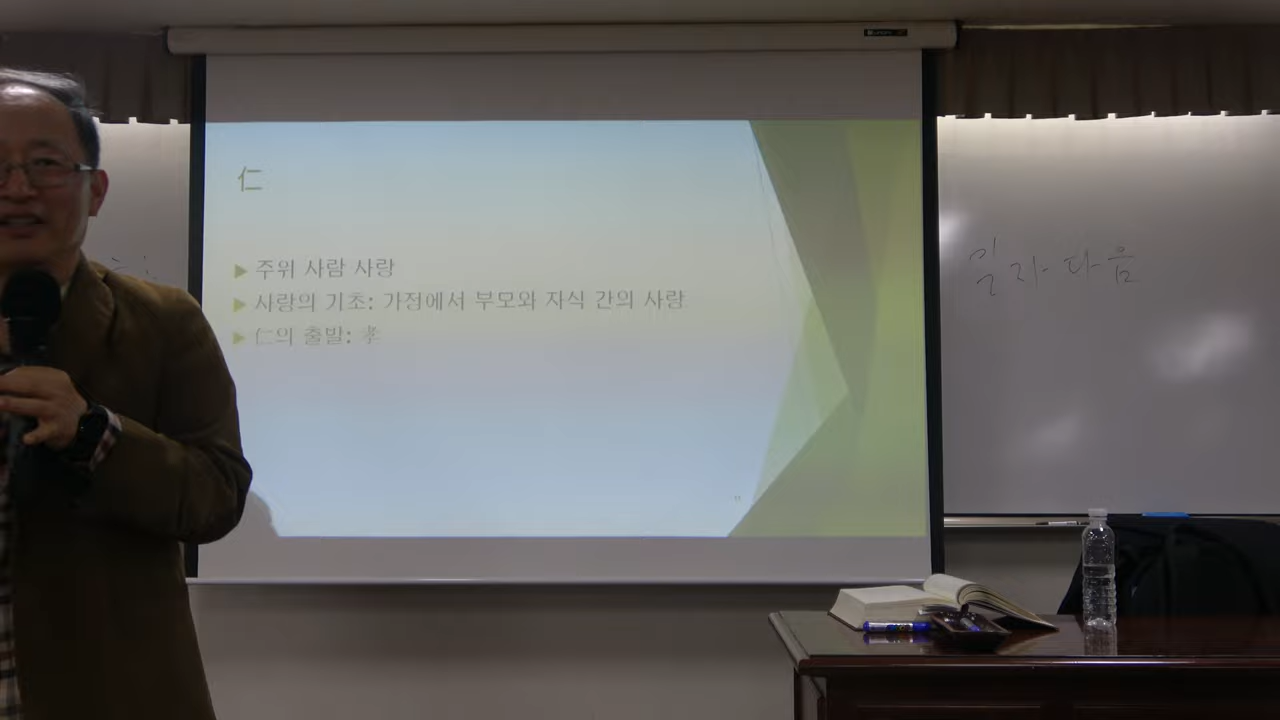 仁
▶ 주위 사람 사랑
▶ 사랑의 기초: 가정에서 부모와 자식 간의 사랑
▶ 仁의 출발: 孝
일자다음